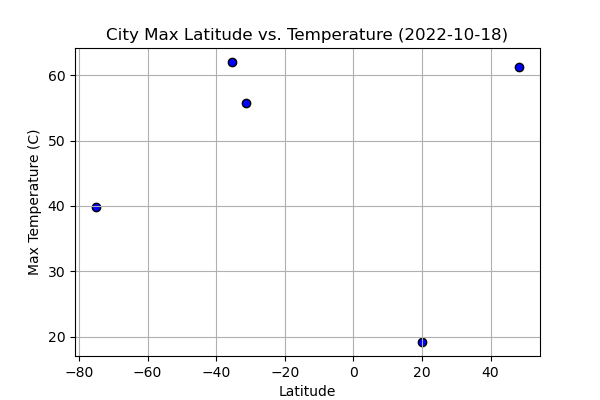 City Max Latitude vs. Temperature (2022-10-18)
Max Temperature (C)
60
50
40
30
20
−80 −60 −40 −20 0 20 40
Latitude